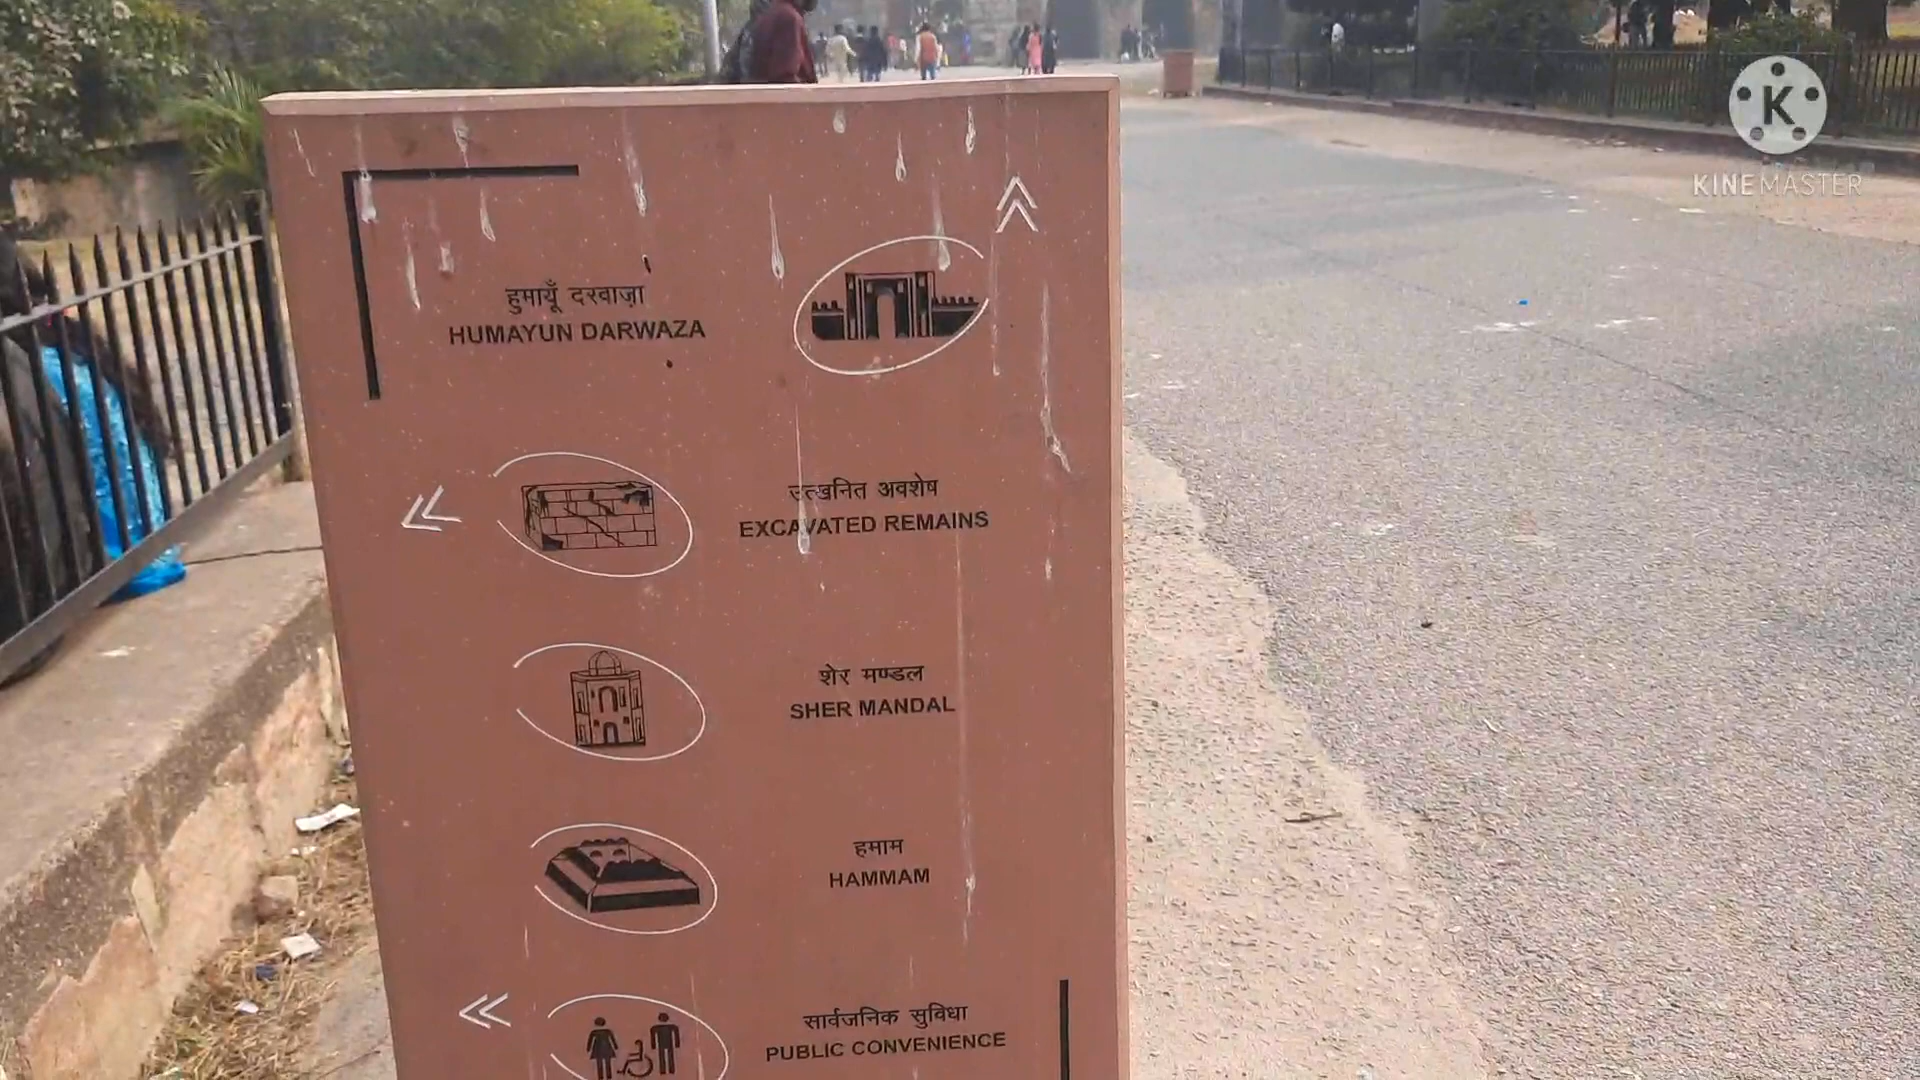 हुमायूँ दरवाज़ा
HUMAYUN DARWAZA
उत्खनित अवशेष
EXCAVATED REMAINS
शेर मण्डल
SHER MANDAL
हमाम
HAMMAM
सार्वजनिक सुविधा
PUBLIC CONVENIENCE
K
KINEMASTER